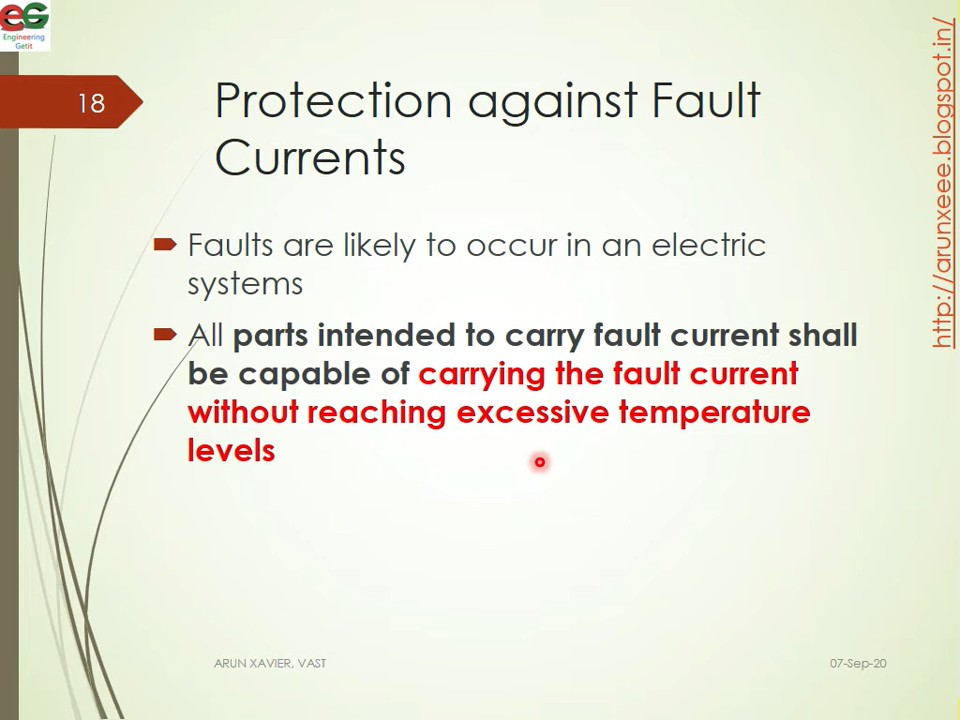 EG
Engineering
Getit
18
Protection against Fault
Currents
Faults are likely to occur in an electric
systems
All parts intended to carry fault current shall
be capable of carrying the fault current
without reaching excessive temperature
levels
ARUN XAVIER, VAST
07-Sep-20
http://arunxeee.blogspot.in/